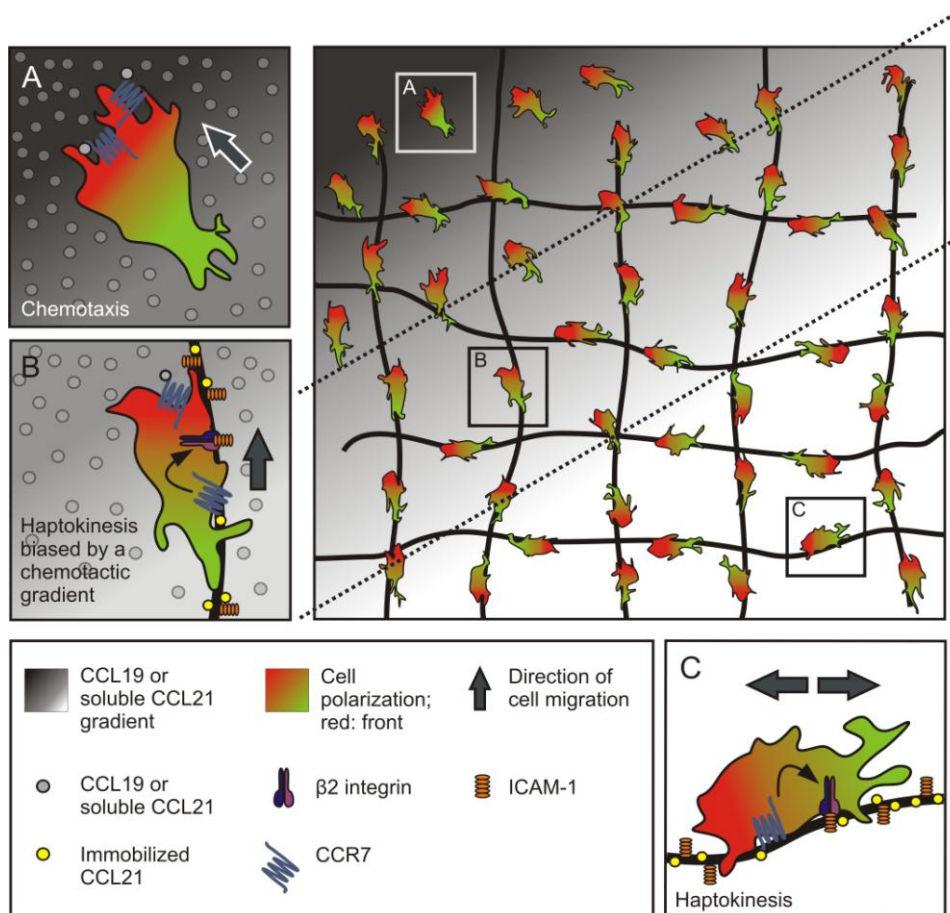 A
Chemotaxis
B
Haptokinesis
biased by a
chemotactic
gradient
A
B
C
CCL19 or
soluble CCL21
gradient
Cell
polarization;
red: front
Direction of
cell migration
CCL19 or
soluble CCL21
β2 integrin
ICAM-1
Immobilized
CCL21
CCR7
C
Haptokinesis